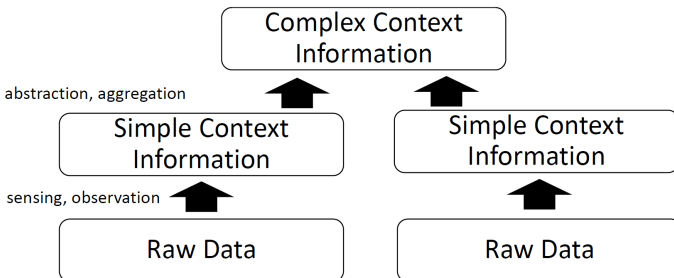 Complex Context
Information
abstraction, aggregation
Simple Context
Information
Simple Context
Information
sensing, observation
Raw Data
Raw Data